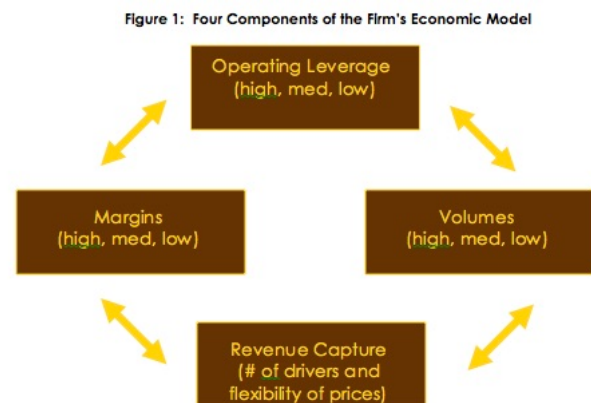 Figure 1:  Four Components of the Firm's Economic Model
Operating Leverage
(high, med, low)
Margins
(high, med, low)
Volumes
(high, med, low)
Revenue Capture
(# of drivers and
flexibility of prices)